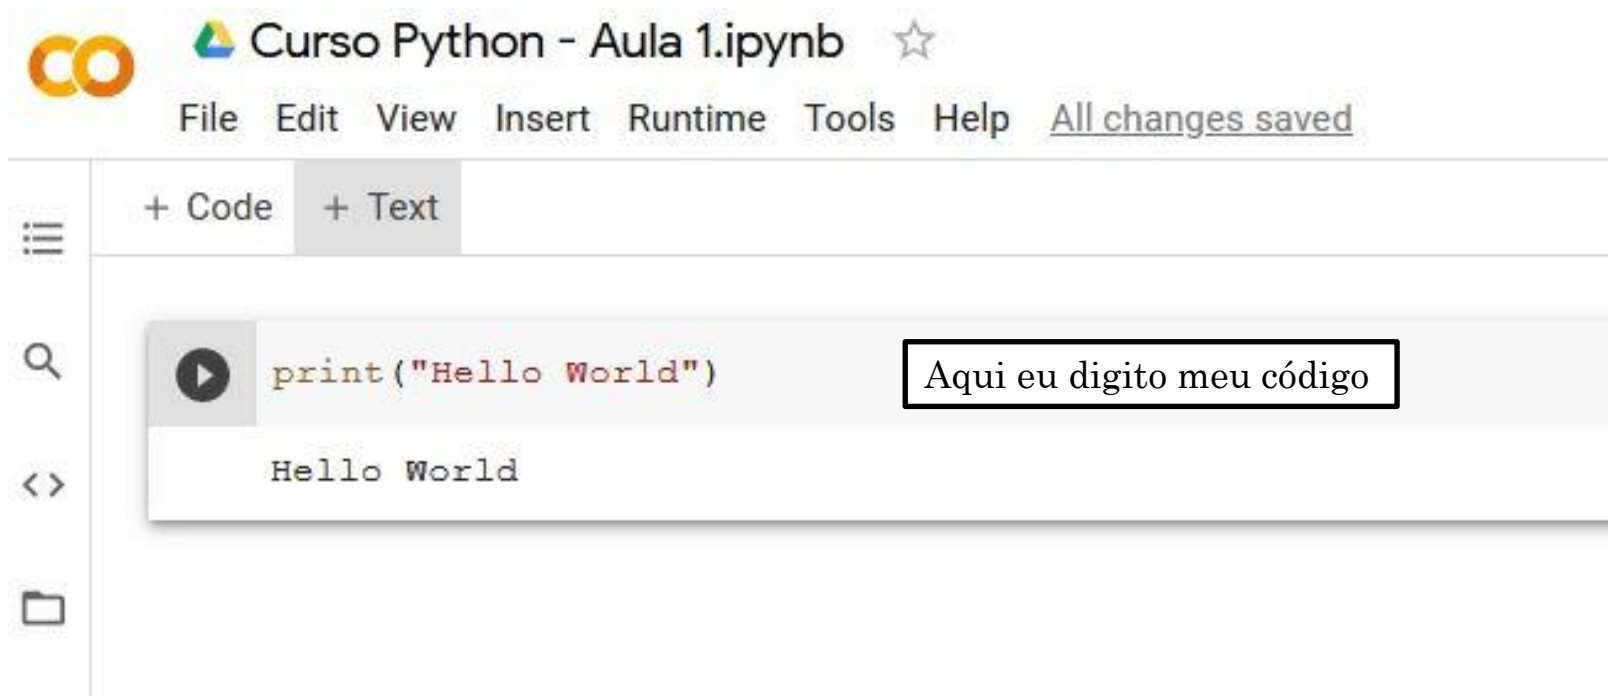 Curso Python - Aula 1.ipynb
File Edit View Insert Runtime Tools Help All changes saved
+ Code + Text
print("Hello World")
Aqui eu digito meu código
Hello World